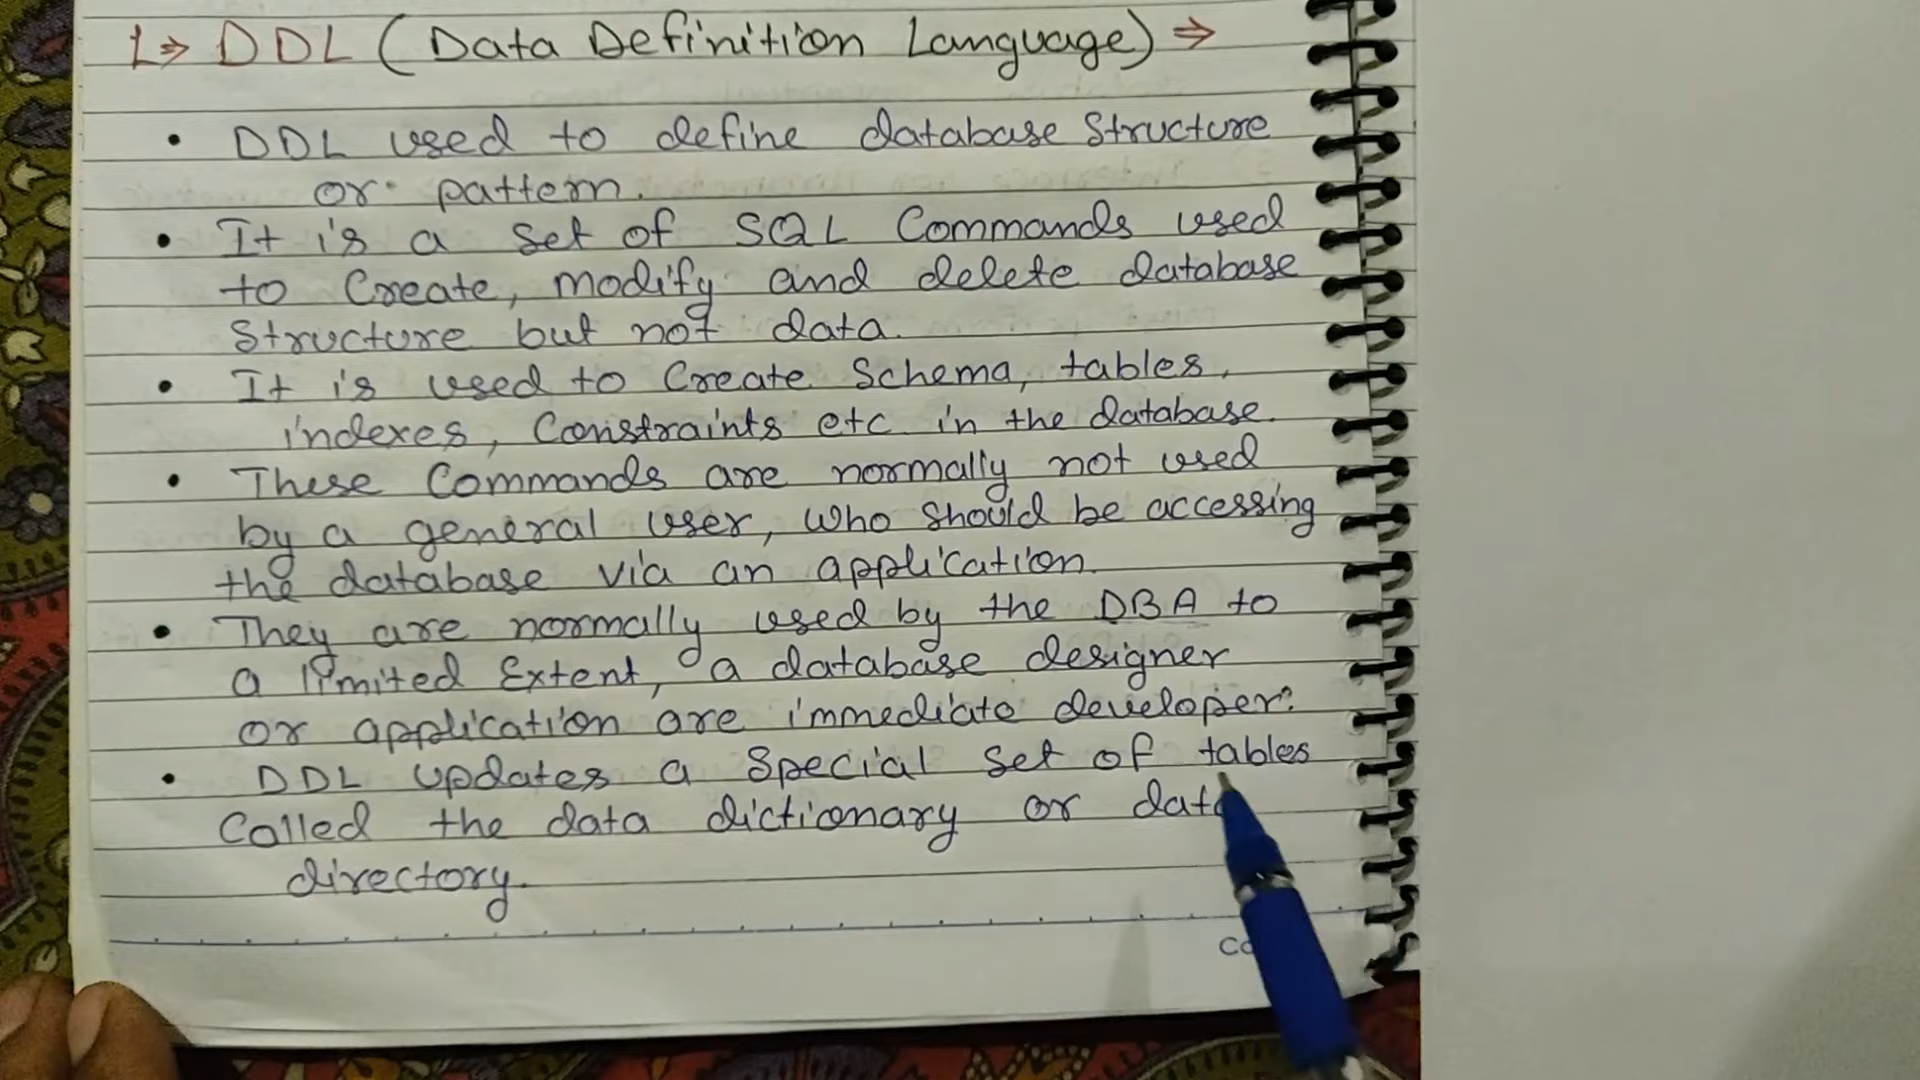 1⇒ DDL (Data Definition Language) ⇒
• DDL used to define database Structure
or pattern.
• It is a set of SQL Commands used
to Create, modify and delete database
Structure but not data.
• It is used to Create Schema, tables,
indexes, Constraints etc in the database.
• These Commands are normally not used
by a general user, who should be accessing
the database via an application.
• They are normally used by the DBA to
a limited Extent, a database designer
or application are immediate developer.
• DDL updates a Special set of tables
Called the data dictionary or data
directory.